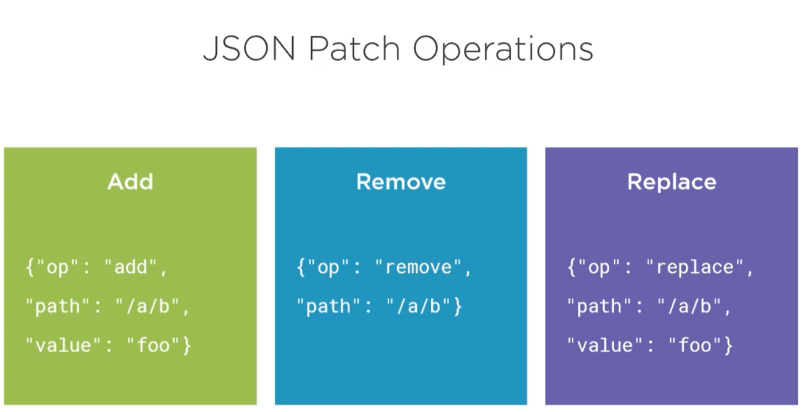 JSON Patch Operations
Add
{"op": "add",
"path": "/a/b",
"value": "foo"}
Remove
{"op": "remove",
"path": "/a/b"}
Replace
{"op": "replace",
"path": "/a/b",
"value": "foo"}